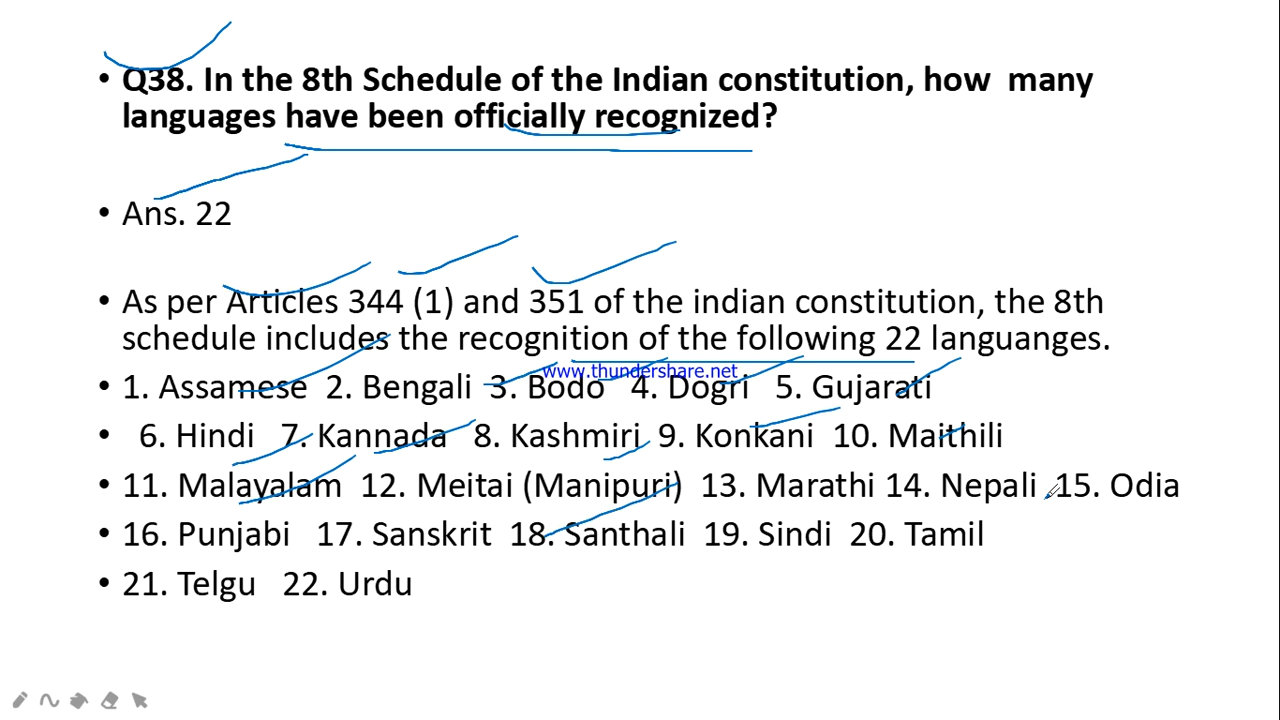 • Q38. In the 8th Schedule of the Indian constitution, how many
languages have been officially recognized?
• Ans. 22
• As per Articles 344 (1) and 351 of the indian constitution, the 8th
schedule includes the recognition of the following 22 languanges.
www.thundershare.net
• 1. Assamese 2. Bengali 3. Bodo 4. Dogri 5. Gujarati
• 6. Hindi 7. Kannada 8. Kashmiri 9. Konkani 10. Maithili
• 11. Malayalam 12. Meitai (Manipuri) 13. Marathi 14. Nepali 15. Odia
• 16. Punjabi 17. Sanskrit 18. Santhali 19. Sindi 20. Tamil
• 21. Telgu 22. Urdu